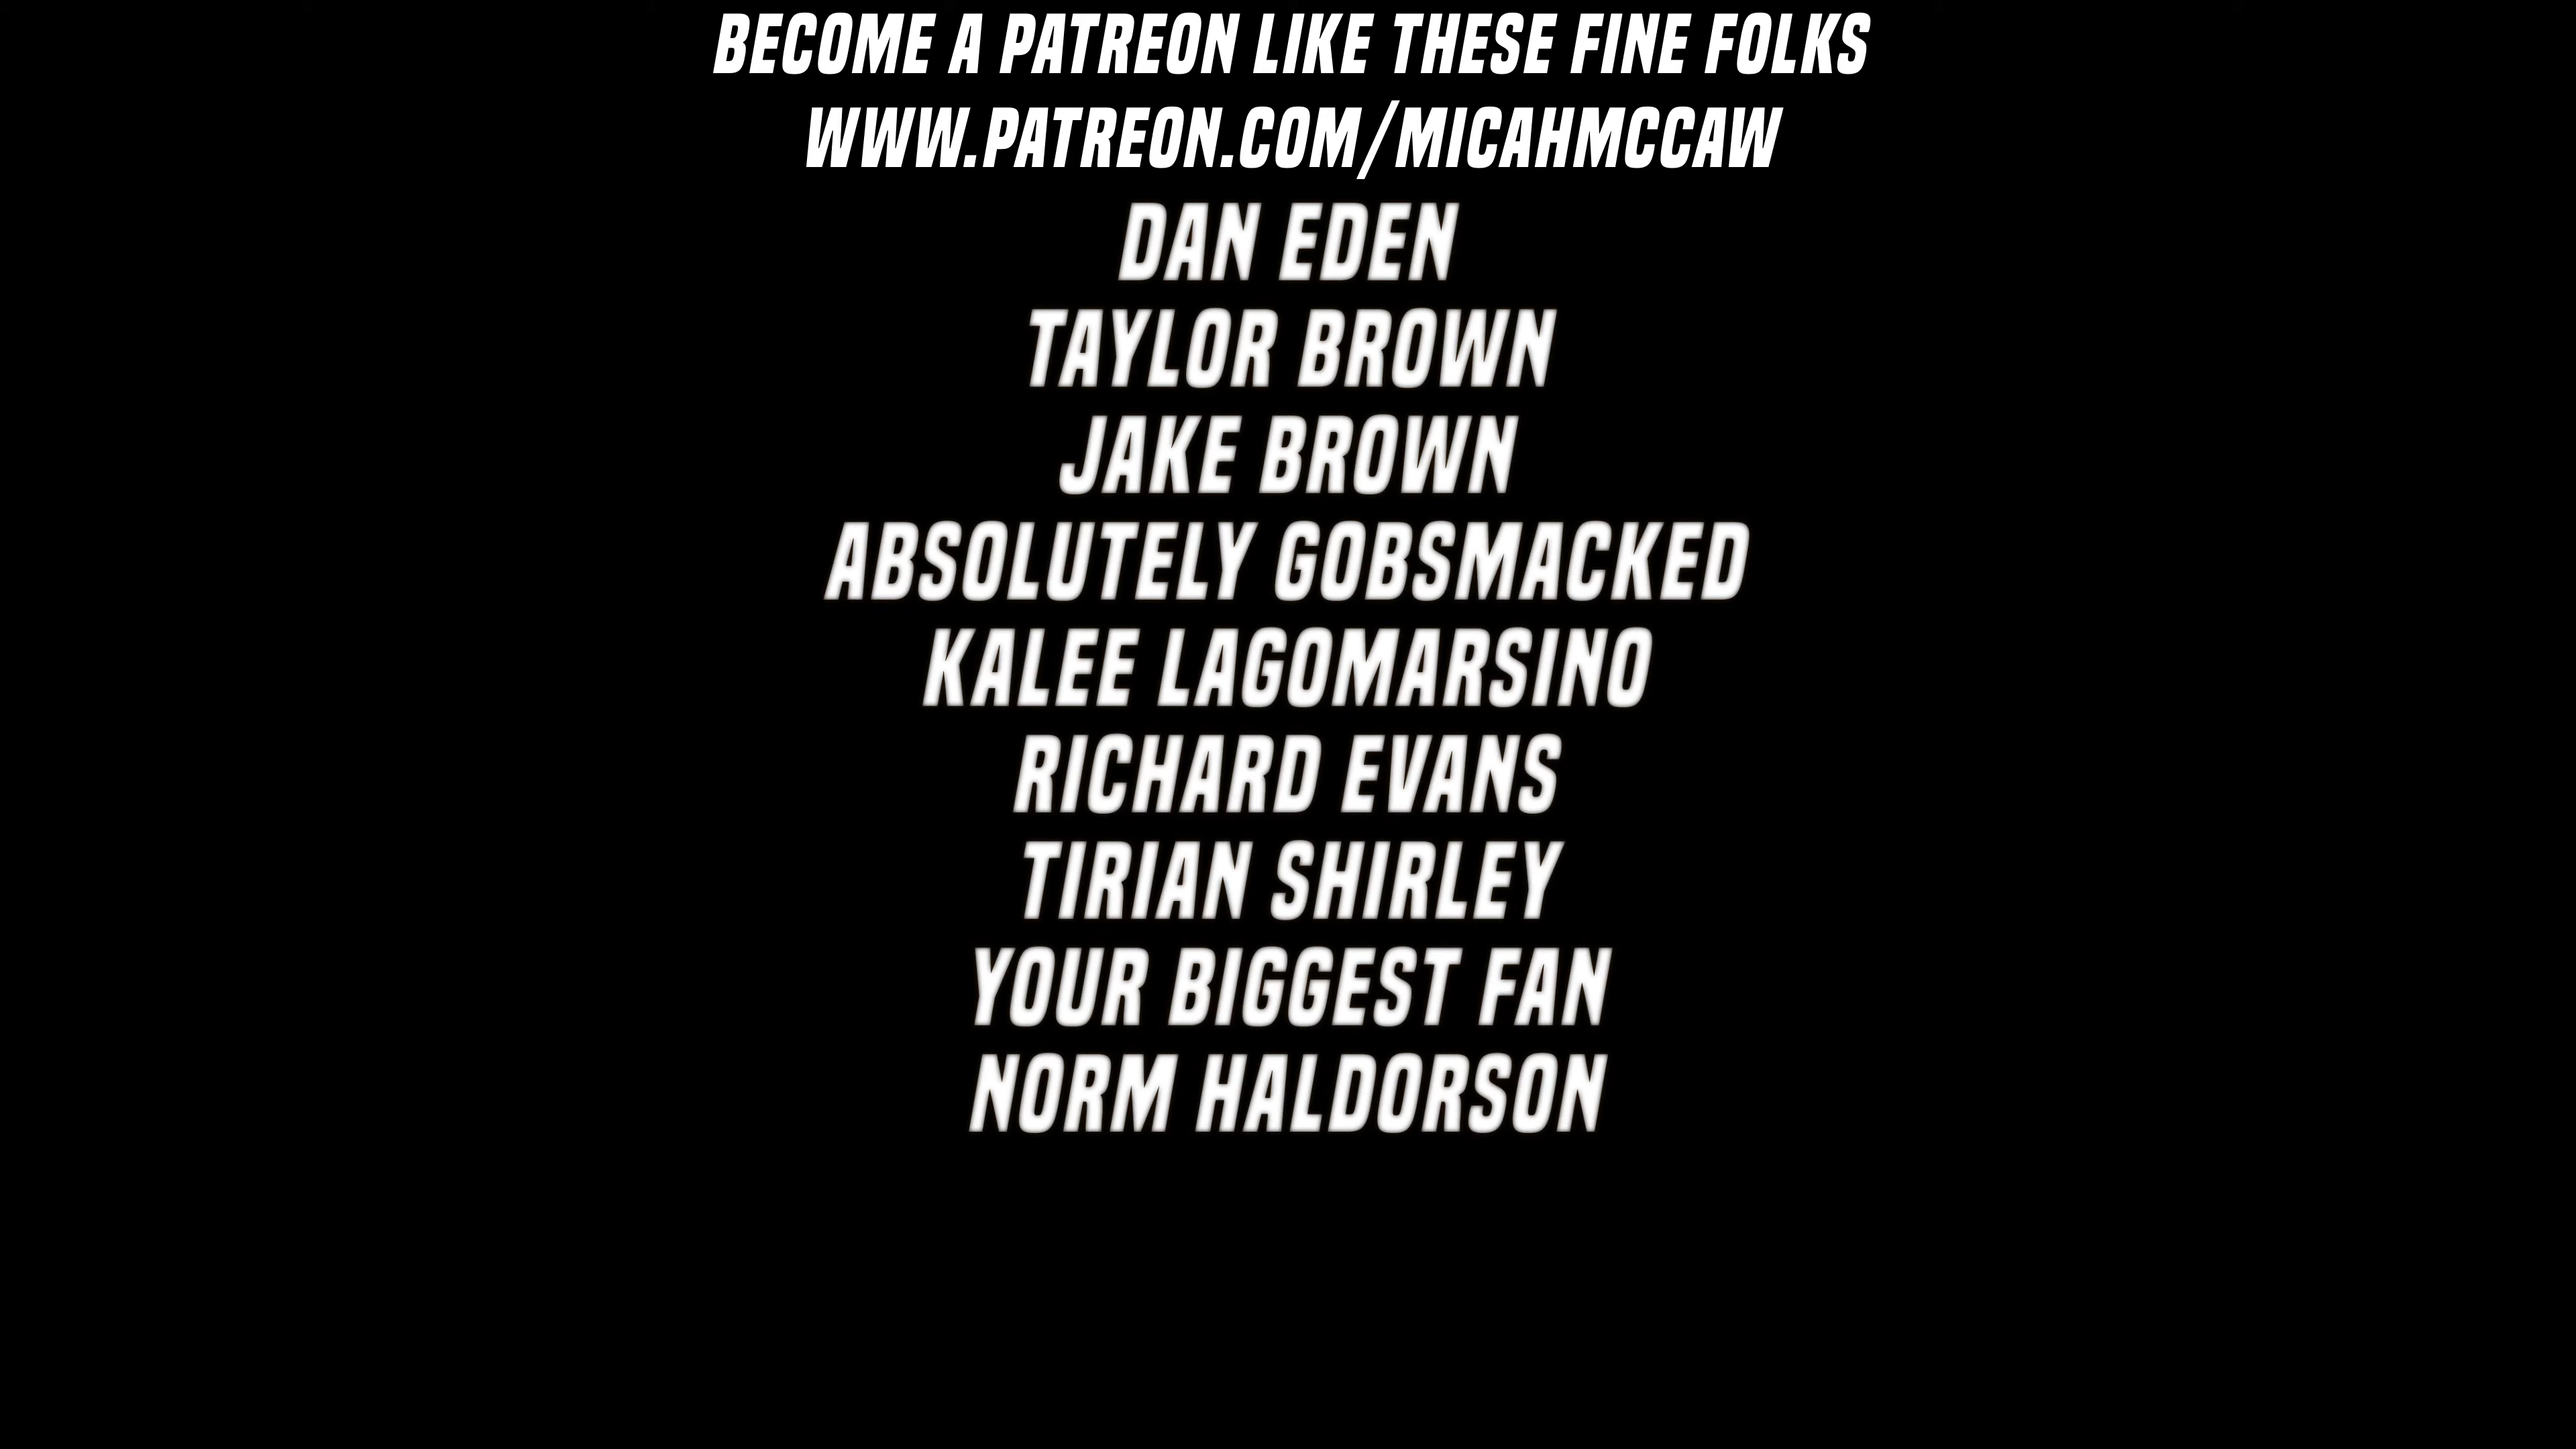 BECOME A PATREON LIKE THESE FINE FOLKS
WWW.PATREON.COM/MICAHMCCAW
DAN EDEN
TAYLOR BROWN
JAKE BROWN
ABSOLUTELY GOBSMACKED
KALEE LAGOMARSINO
RICHARD EVANS
TIRIAN SHIRLEY
YOUR BIGGEST FAN
NORM HALDORSON